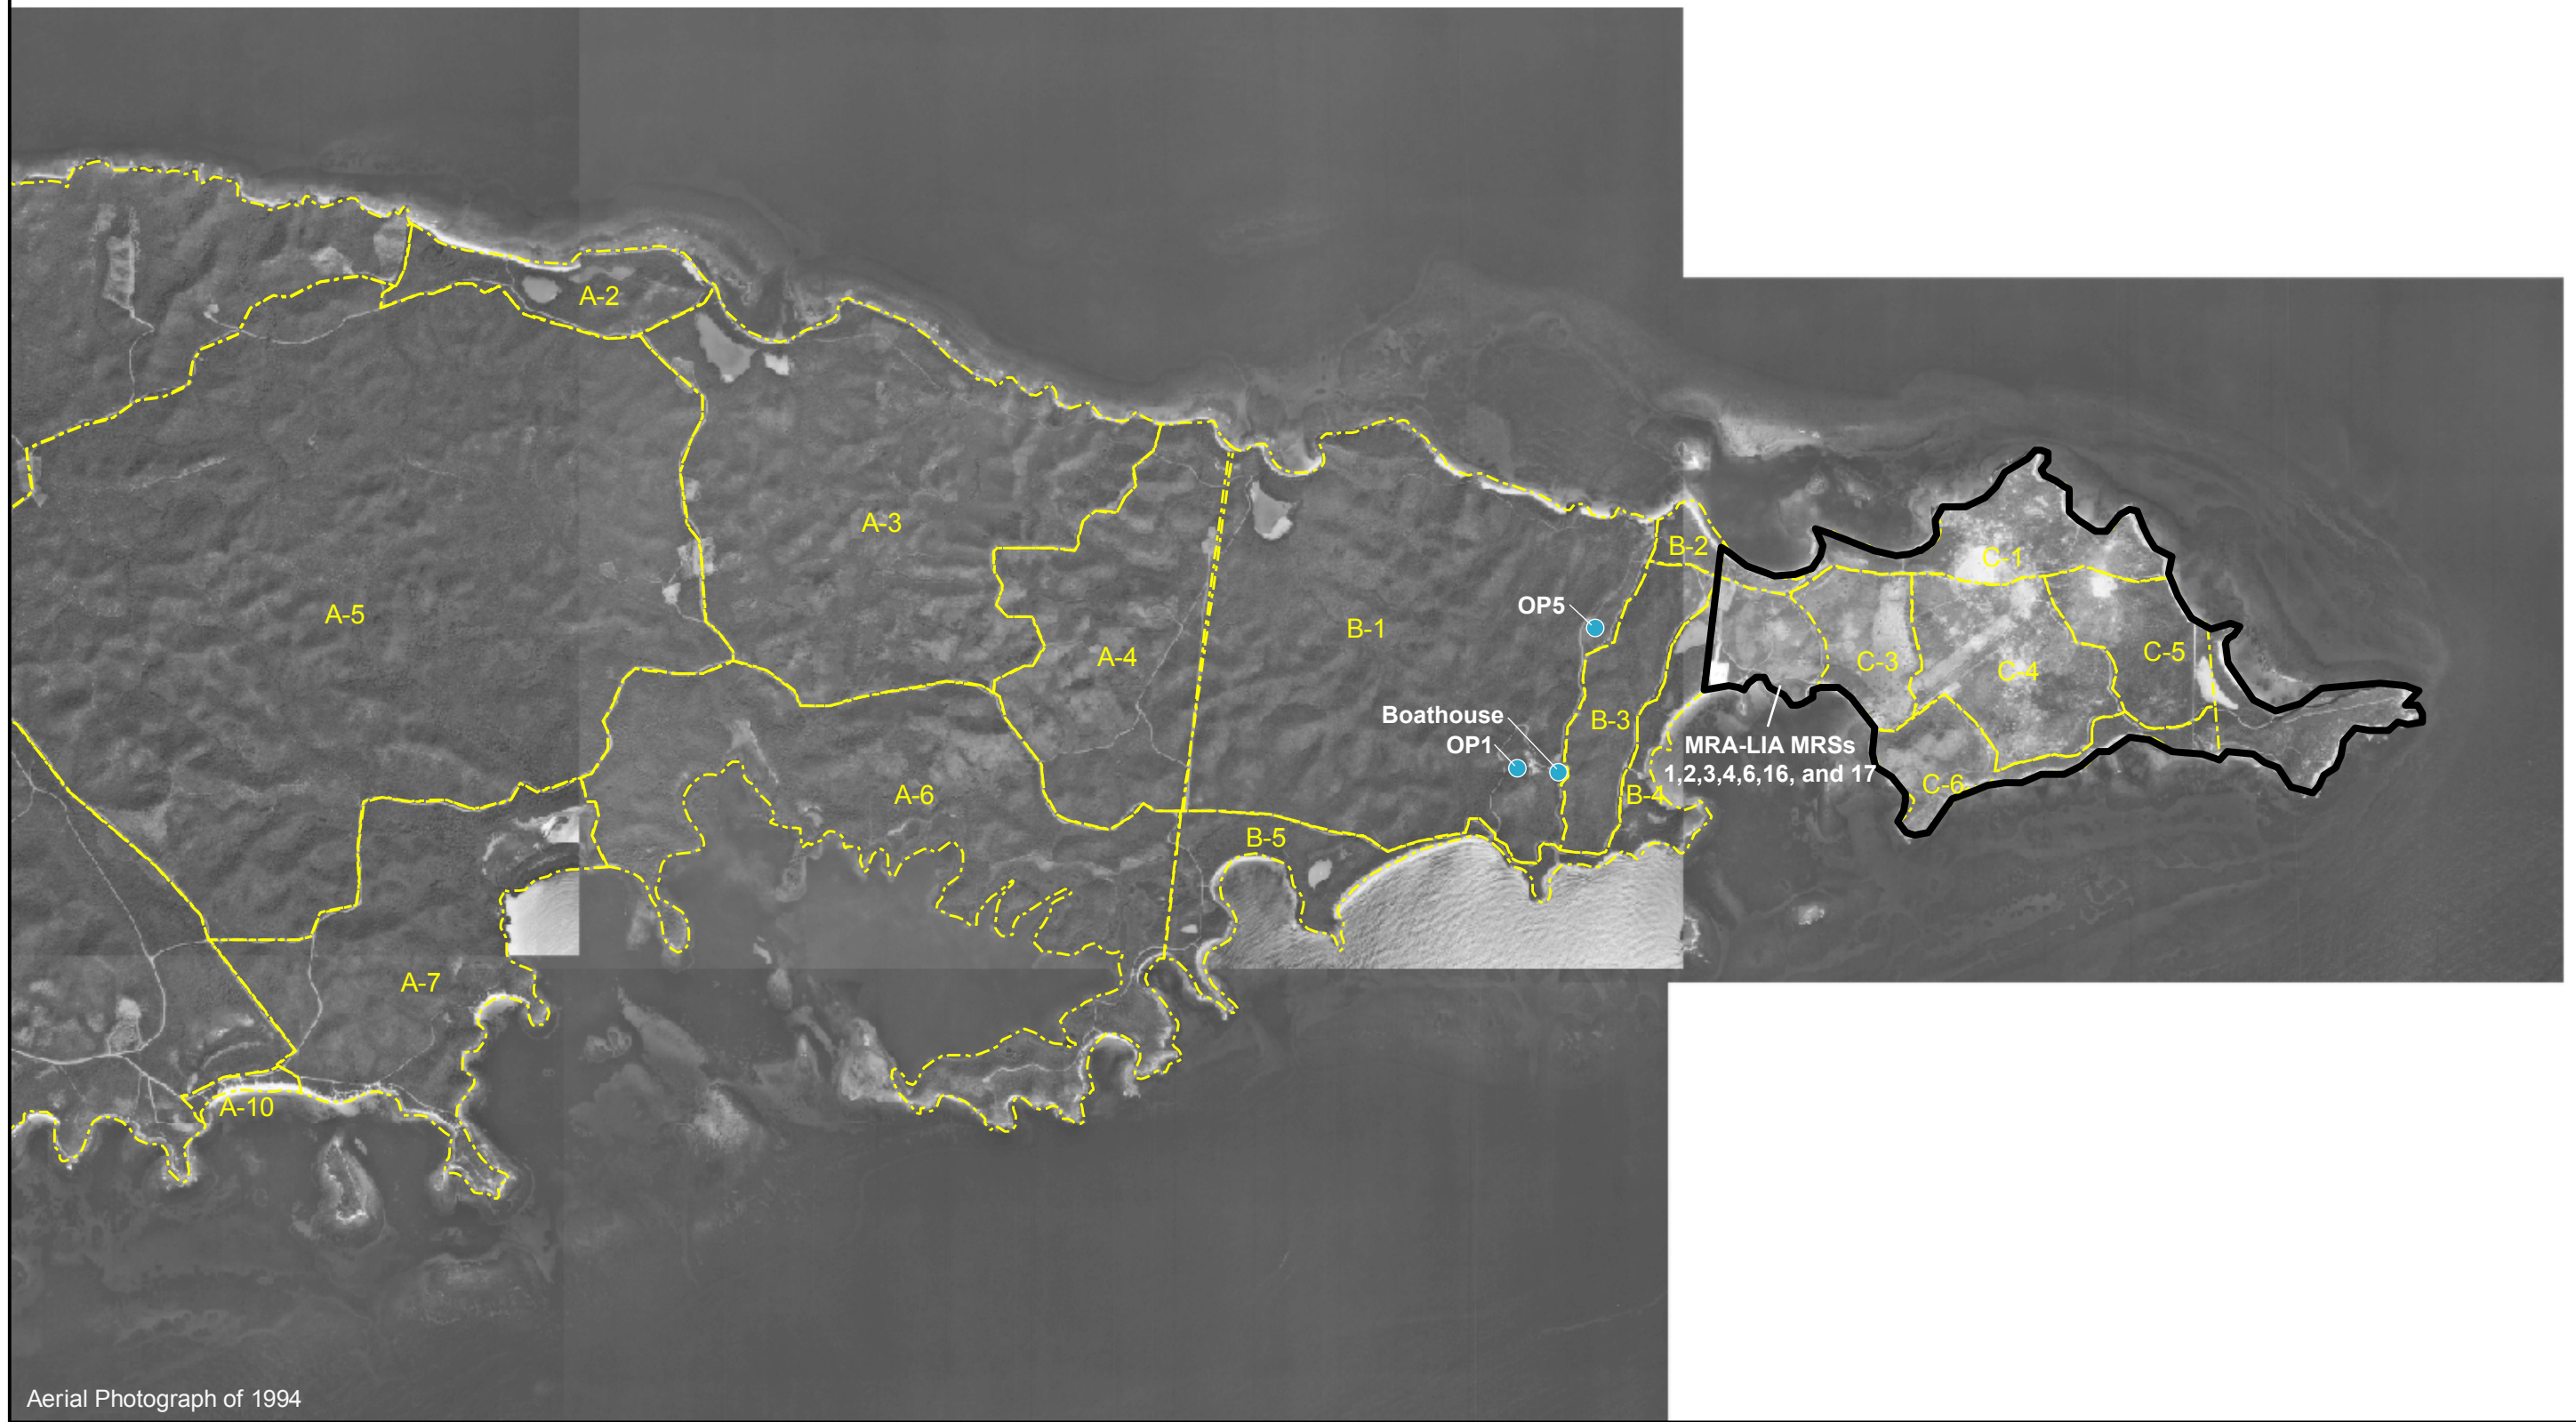 A-2
A-3
B-2
C-1
OP5
A-5
B-1
A-4
C-3
C-4
C-5
Boathouse
B-3
OP1
MRA-LIA MRSs
1,2,3,4,6,16, and 17
A-6
B-4
C-6
B-5
A-7
A-10
Aerial Photograph of 1994